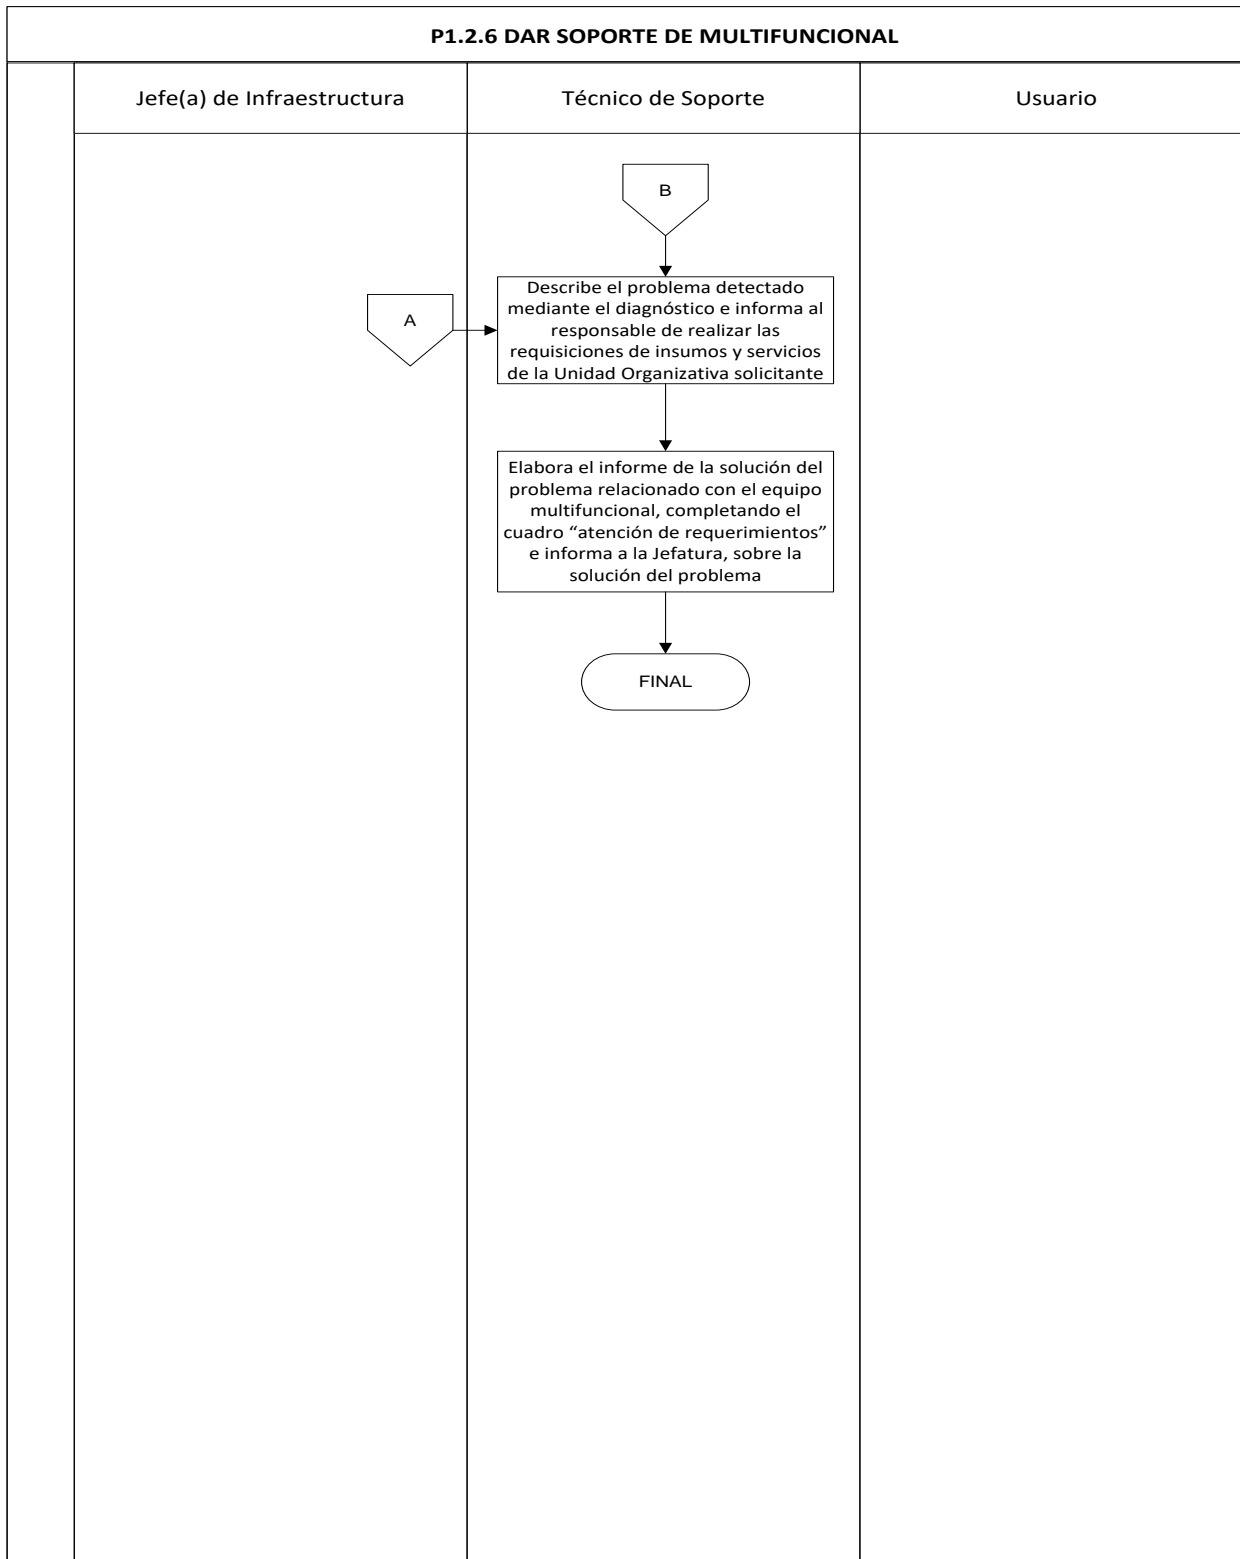 P1.2.6 DAR SOPORTE DE MULTIFUNCIONAL
Jefe(a) de Infraestructura
Técnico de Soporte
Usuario
B
Describe el problema detectado
mediante el diagnóstico e informa al
responsable de realizar las
requisiciones de insumos y servicios
de la Unidad Organizativa solicitante
A
Elabora el informe de la solución del
problema relacionado con el equipo
multifuncional, completando el
cuadro “atención de requerimientos”
e informa a la Jefatura, sobre la
solución del problema
FINAL